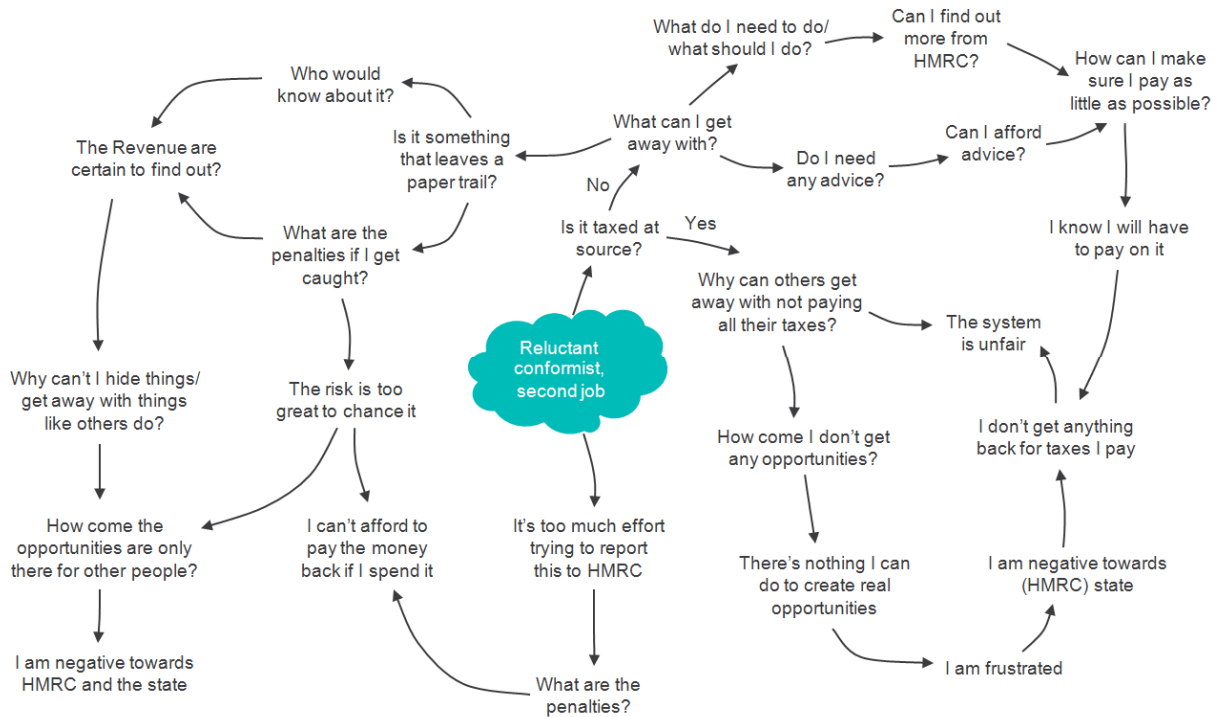 What do I need to do/
what should I do?
Can I find out
more from
HMRC?
How can I make
sure I pay as
little as possible?
Who would
know about it?
What can I get
away with?
Is it something
that leaves a
paper trail?
The Revenue are
certain to find out?
Do I need
any advice?
Can I afford
advice?
No
Is it taxed at
source?
Yes
What are the
penalties if I get
caught?
I know I will have
to pay on it
Why can others get
away with not paying
all their taxes?
The system
is unfair
Reluctant
conformist,
second job
Why can't I hide things/
get away with things
like others do?
The risk is too
great to chance it
How come I don't get
any opportunities?
I don't get anything
back for taxes I pay
How come the
opportunities are only
there for other people?
I can't afford to
pay the money
back if I spend it
It's too much effort
trying to report
this to HMRC
There's nothing I can
do to create real
opportunities
I am negative towards
(HMRC) state
I am negative towards
HMRC and the state
What are the
penalties?
I am frustrated